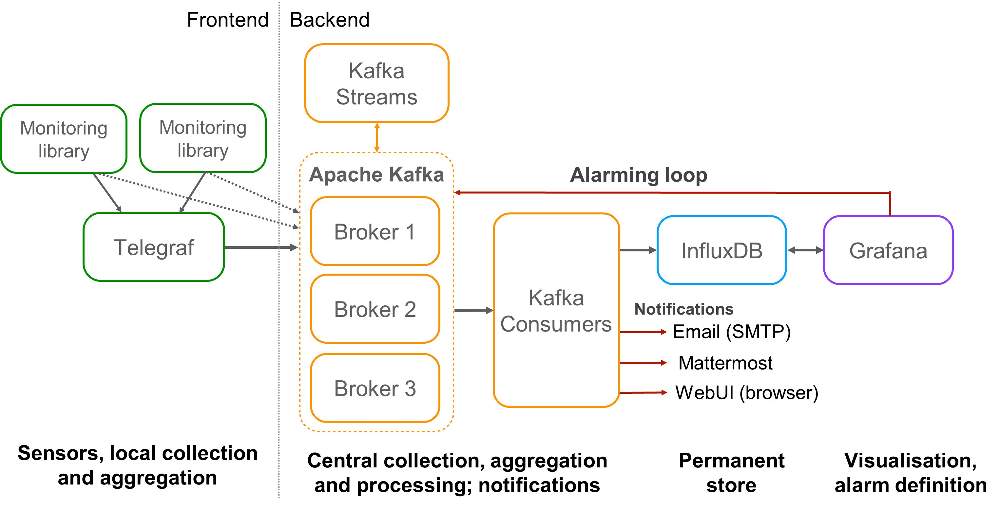 Frontend
Backend
Kafka
Streams
Monitoring
library
Monitoring
library
Apache Kafka
Alarming loop
Broker 1
Telegraf
InfluxDB
Grafana
Broker 2
Kafka
Consumers
Notifications
Email (SMTP)
Mattermost
WebUI (browser)
Broker 3
Sensors, local collection
and aggregation
Central collection, aggregation
and processing; notifications
Permanent
store
Visualisation,
alarm definition